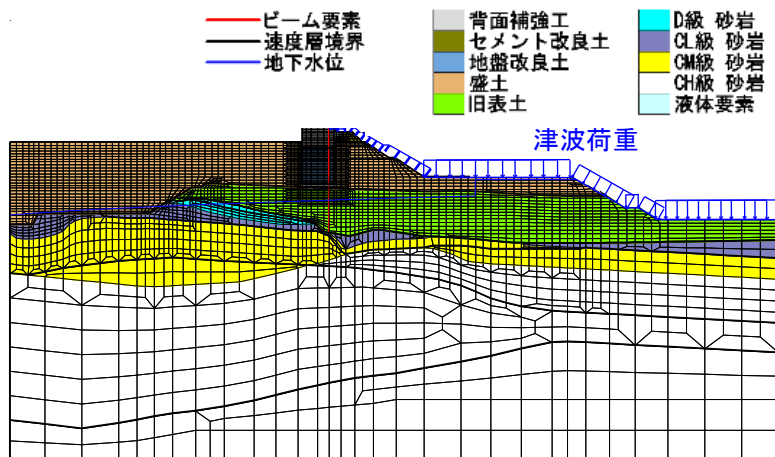 ビーム要素
速度層境界
地下水位
背面補強工
セメント改良土
地盤改良土
盛土
旧表土
D級 砂岩
CL級 砂岩
CM級 砂岩
CH級 砂岩
液体要素
津波荷重